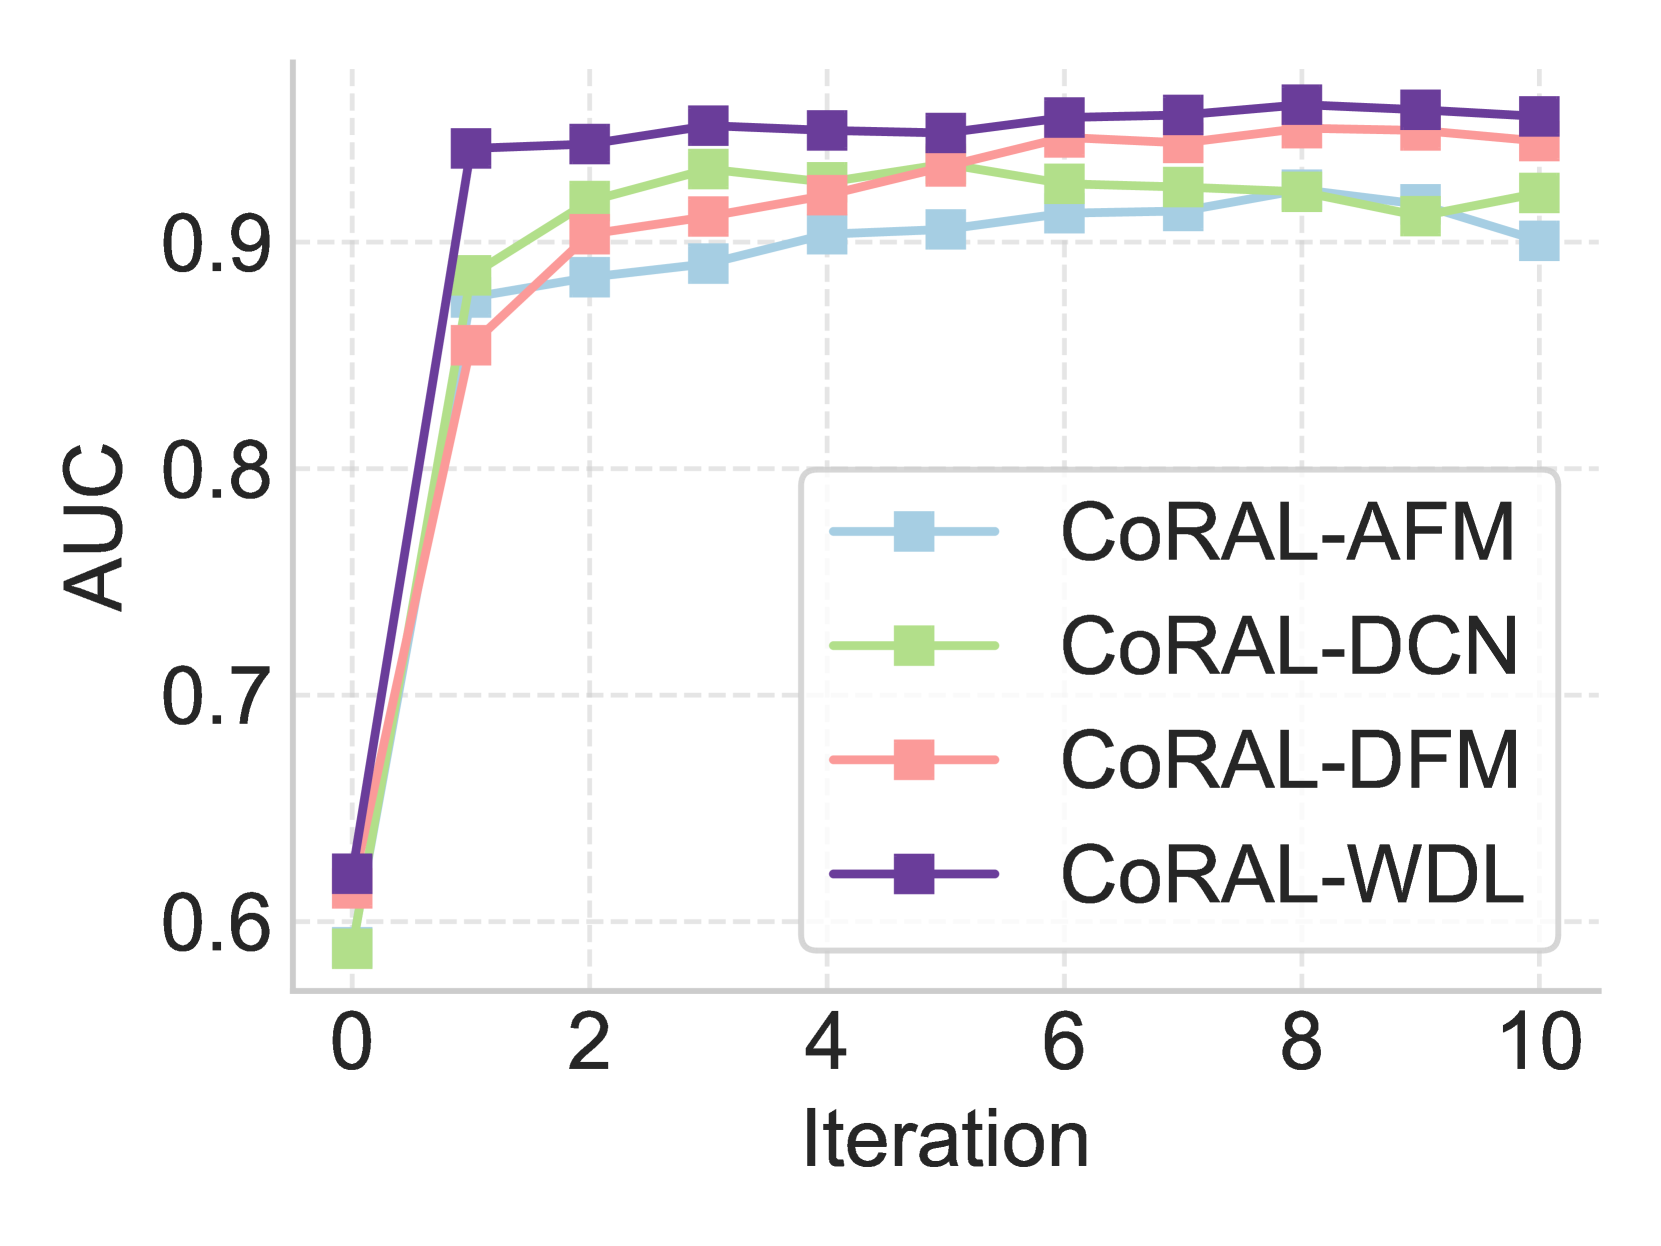 AUC
0.9
0.8
0.7
0.6
0 2 4 6 8 10
Iteration
CoRAL-AFM
CoRAL-DCN
CoRAL-DFM
CoRAL-WDL